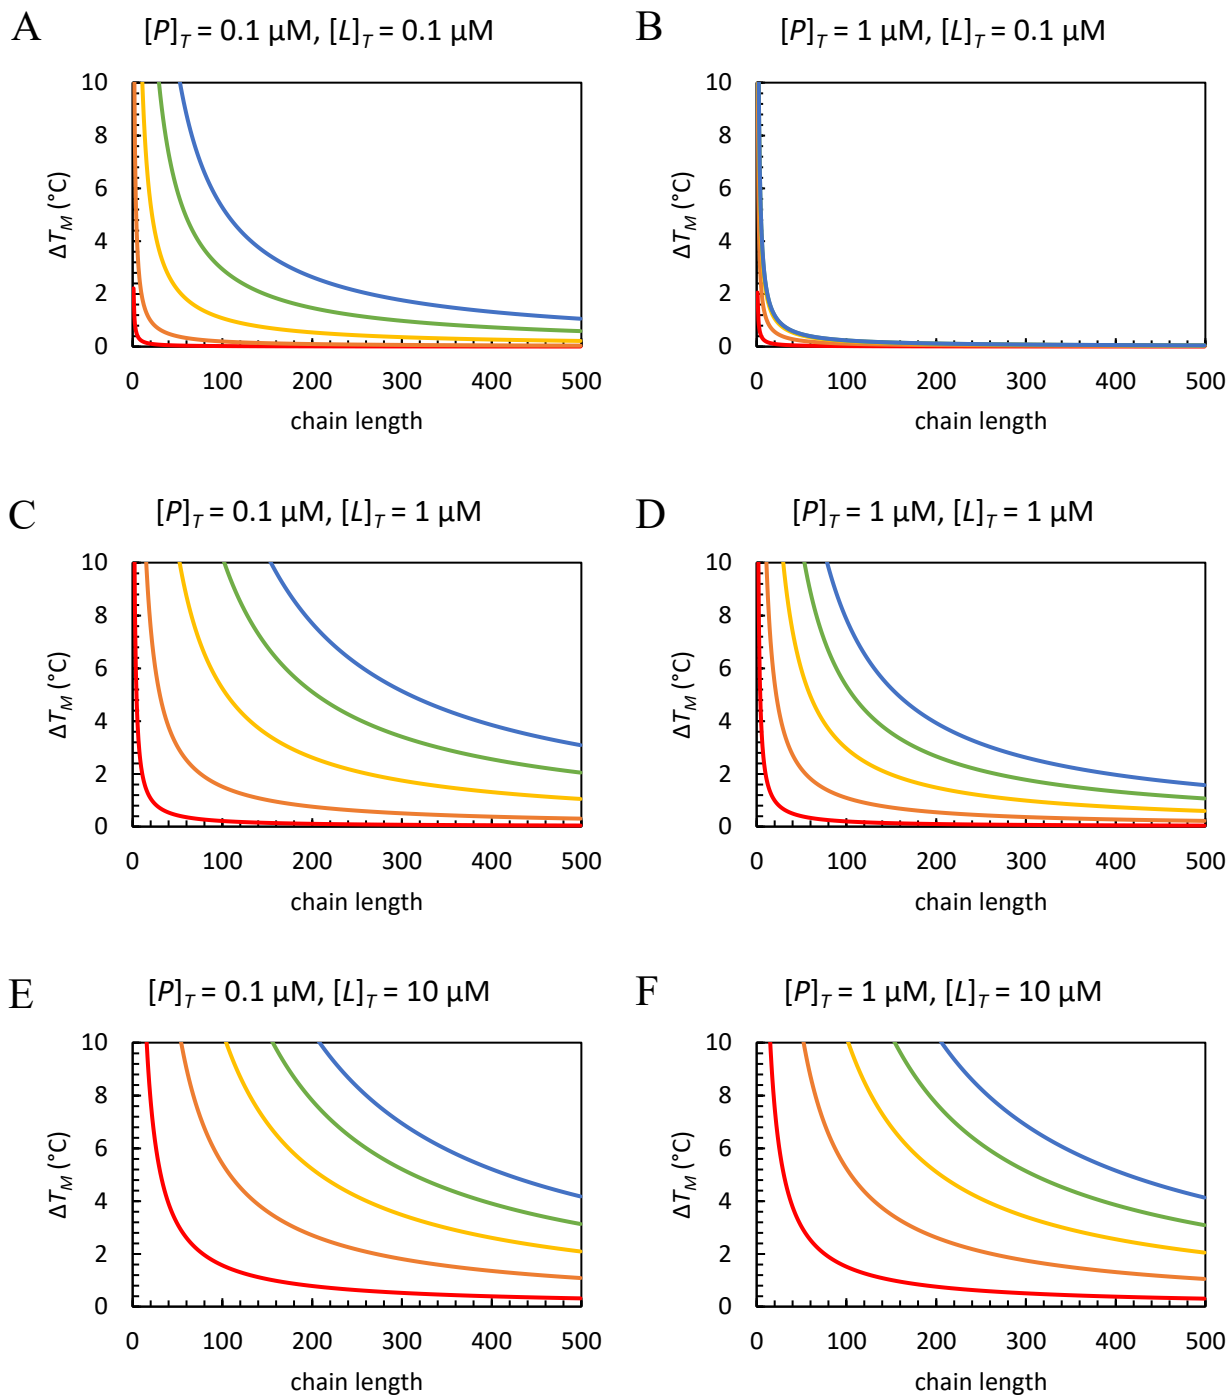 A [P]T = 0.1 µM, [L]T = 0.1 µM
10
8
6
4
2
0
ΔTM (°C)
0 100 200 300 400 500
chain length
B [P]T = 1 µM, [L]T = 0.1 µM
10
8
6
4
2
0
ΔTM (°C)
0 100 200 300 400 500
chain length
C [P]T = 0.1 µM, [L]T = 1 µM
10
8
6
4
2
0
ΔTM (°C)
0 100 200 300 400 500
chain length
D [P]T = 1 µM, [L]T = 1 µM
10
8
6
4
2
0
ΔTM (°C)
0 100 200 300 400 500
chain length
E [P]T = 0.1 µM, [L]T = 10 µM
10
8
6
4
2
0
ΔTM (°C)
0 100 200 300 400 500
chain length
F [P]T = 1 µM, [L]T = 10 µM
10
8
6
4
2
0
ΔTM (°C)
0 100 200 300 400 500
chain length